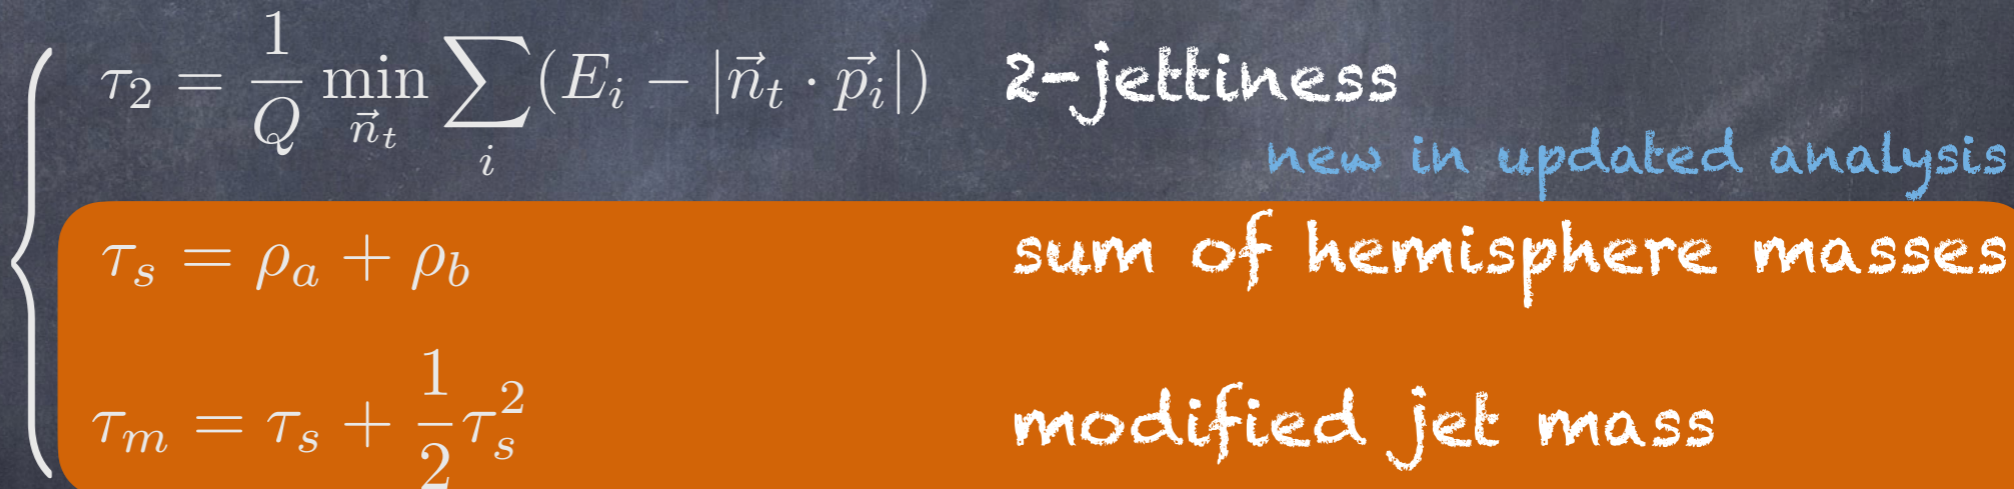 τ₂ = 1/Q min_{n⃗_t} ∑_i (E_i − |n⃗_t · p⃗_i|) 2-jettiness
new in updated analysis
τ_s = ρ_a + ρ_b sum of hemisphere masses
τ_m = τ_s + 1/2 τ_s² modified jet mass